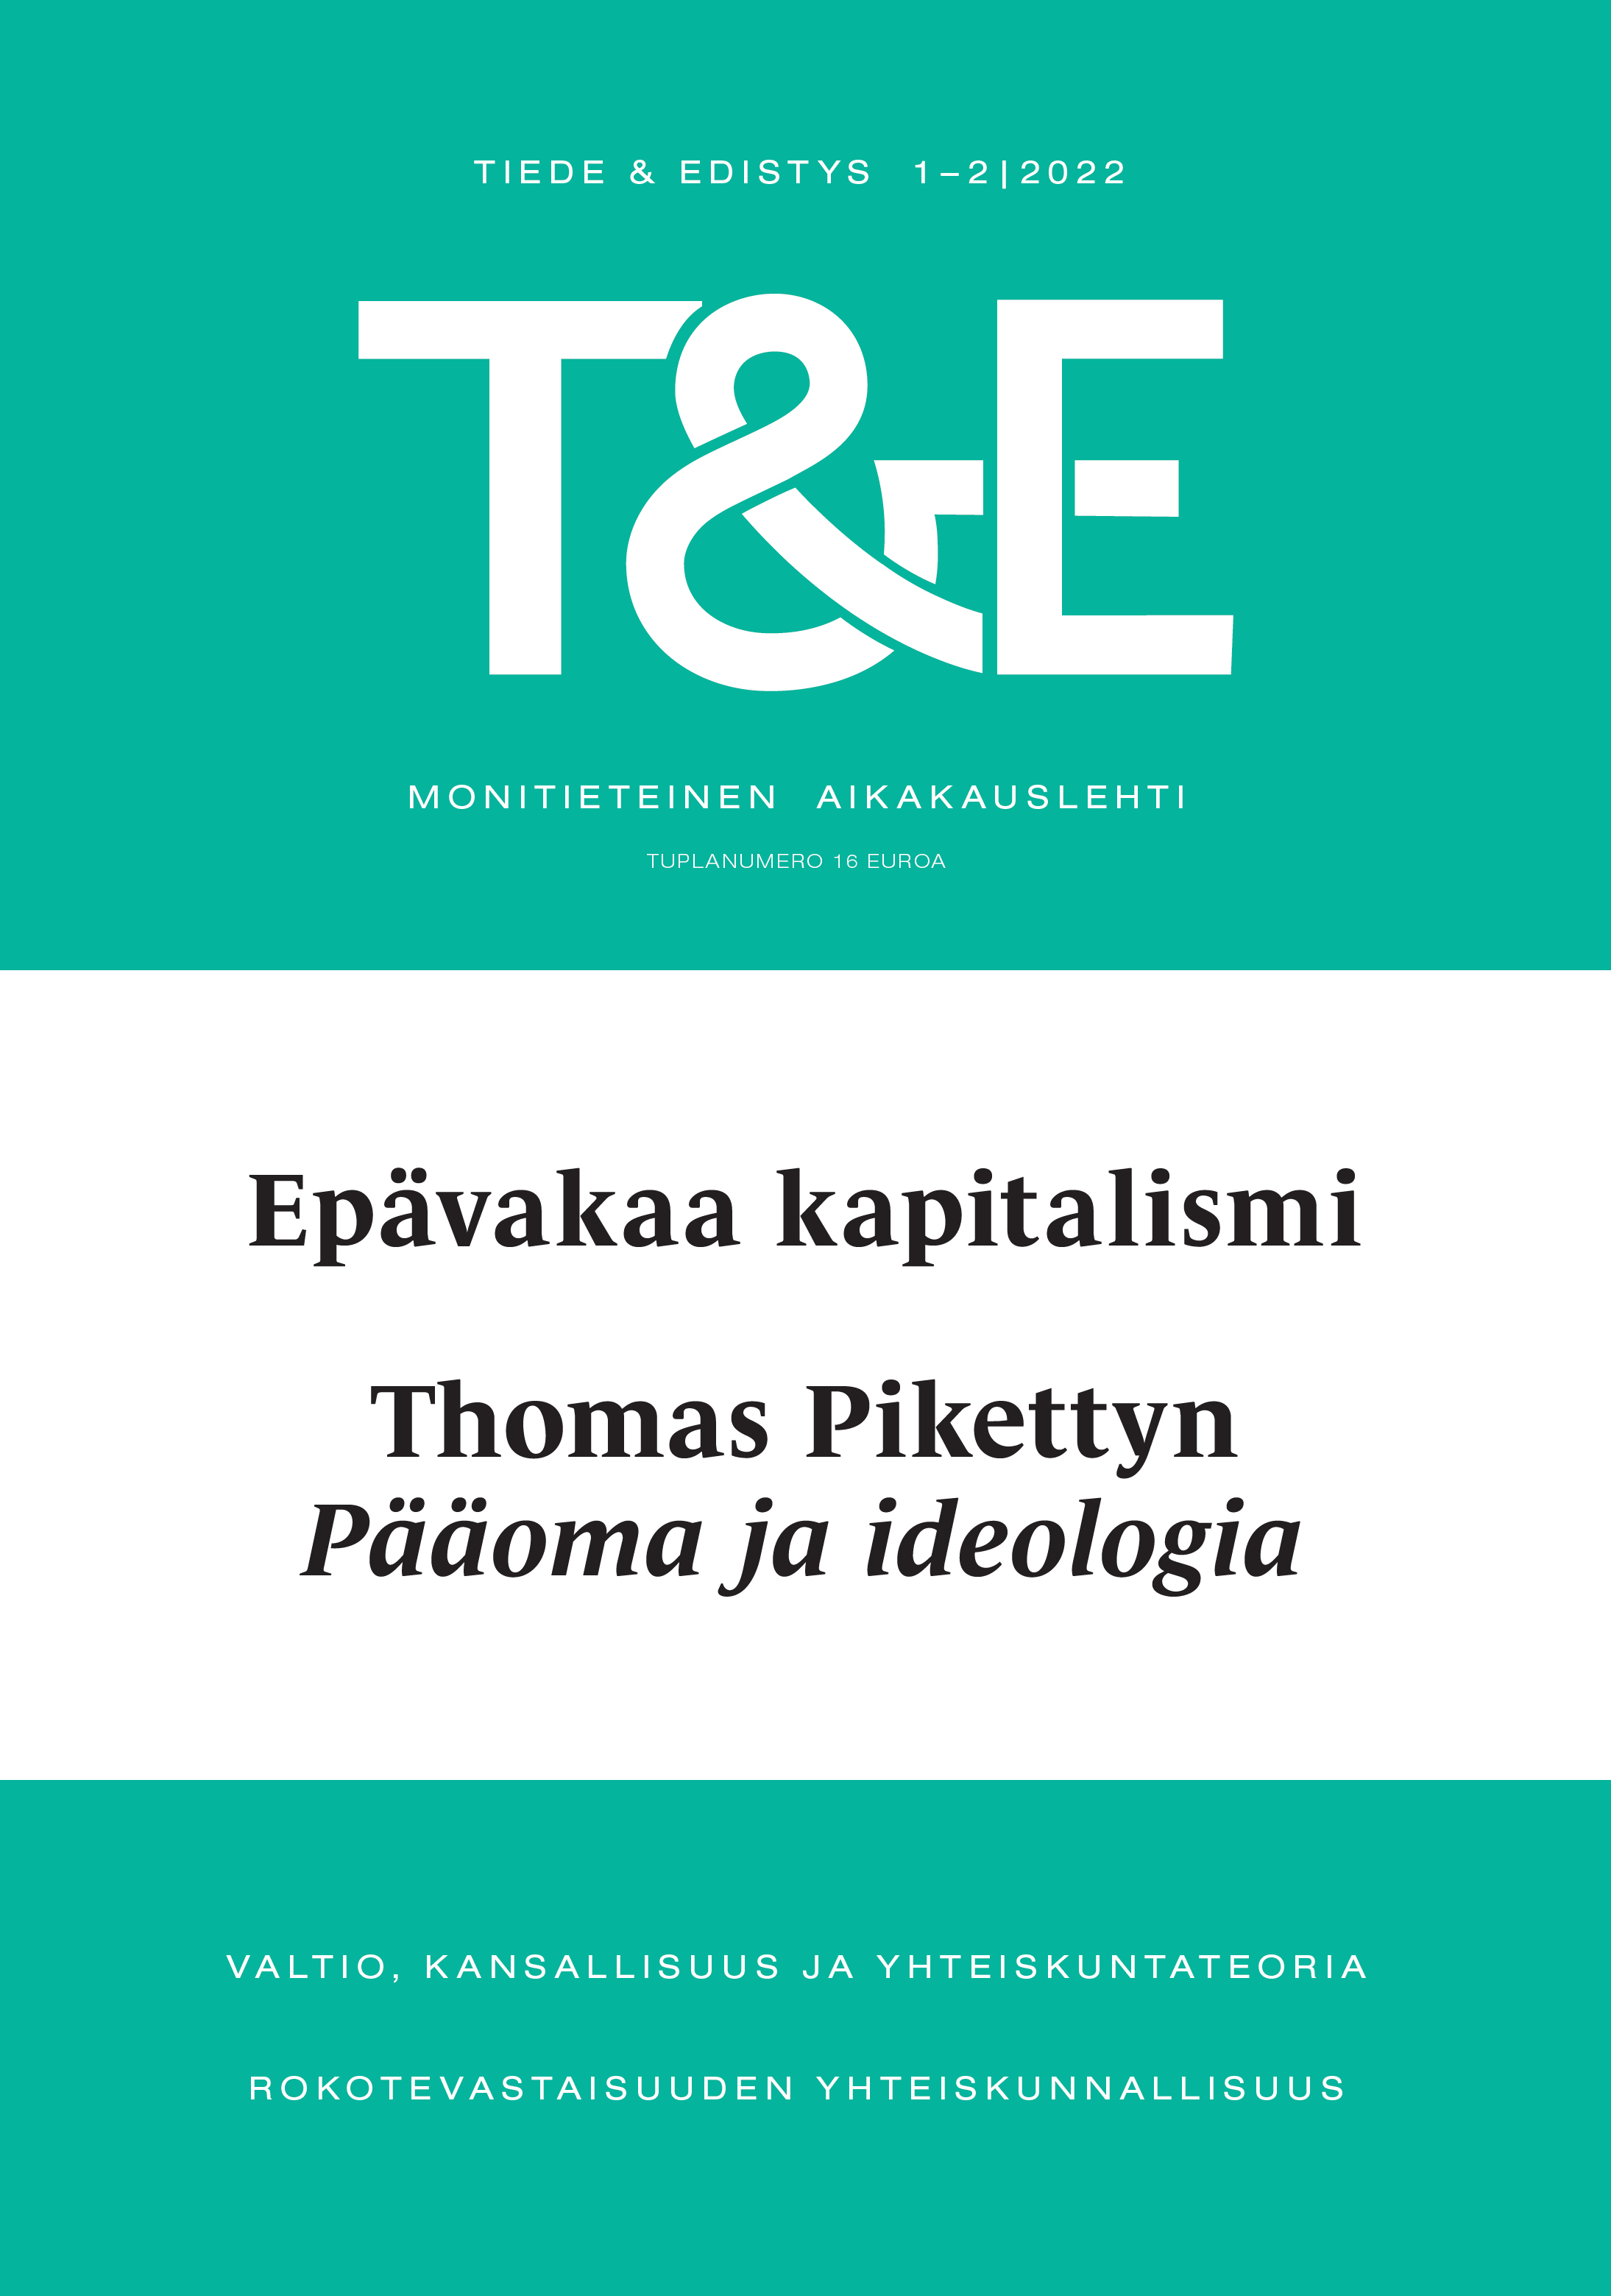 TIEDE & EDISTYS 1–2|2022
T&E
MONITIETEINEN AIKAKAUSLEHTI
TUPLANUMERO 16 EUROA
Epävakaa kapitalismi
Thomas Pikettyn
Pääoma ja ideologia
VALTIO, KANSALLISUUS JA YHTEISKUNTATEORIA
ROKOTEVASTAISUUDEN YHTEISKUNNALLISUUS